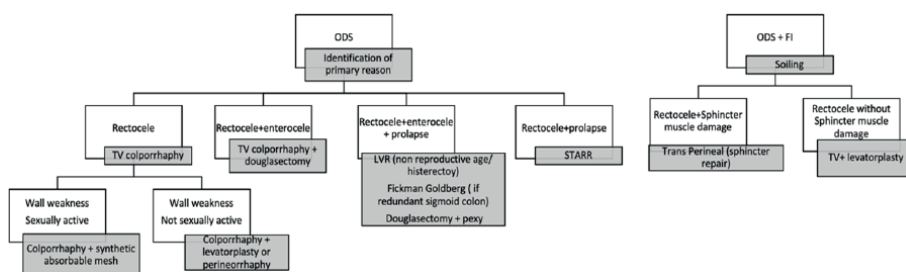 ODS
Identification of
primary reason
Rectocele
TV colporrhaphy
Rectocele+enterocele
TV colporrhaphy +
douglasectomy
Rectocele+enterocele
+ prolapse
LVR (non reproductive age/
histerectoy)
Fickman Goldberg ( if
redundant sigmoid colon)
Douglasectomy + pexy
Rectocele+prolapse
STARR
Wall weakness
Sexually active
Colporrhaphy + synthetic
absorbable mesh
Wall weakness
Not sexually active
Colporrhaphy +
levatorplasty or
perineorrhaphy
ODS + FI
Soiling
Rectocele+Sphincter
muscle damage
Trans Perineal (sphincter
repair)
Rectocele without
Sphincter muscle
damage
TV+ levatorplasty